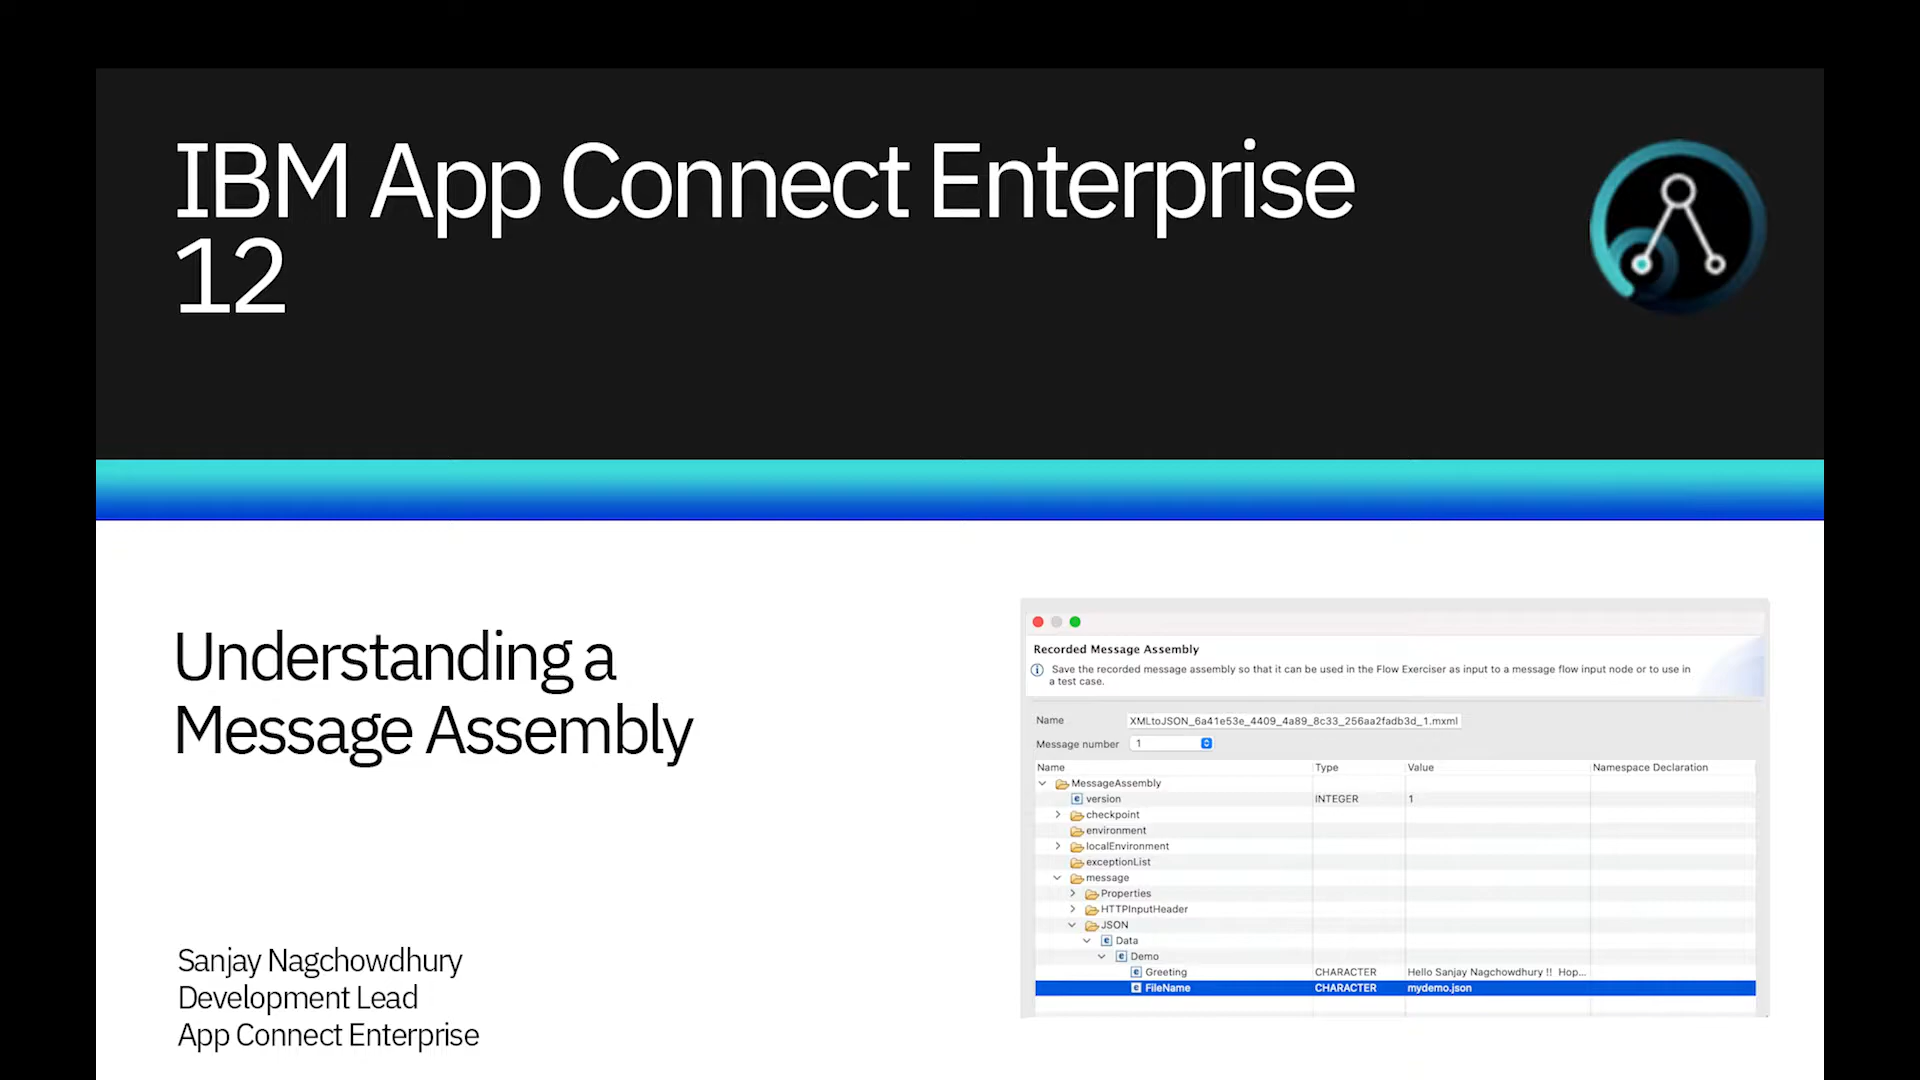 IBM App Connect Enterprise
12
Understanding a
Message Assembly
Sanjay Nagchowdhury
Development Lead
App Connect Enterprise
Recorded Message Assembly
Save the recorded message assembly so that it can be used in the Flow Exerciser as input to a message flow input node or to use in
a test case.
Name XMLtoJSON_6a41e53e_4409_4a89_8c33_256aa2fadb3d_1.mxml
Message number 1
Name Type Value Namespace Declaration
MessageAssembly
version INTEGER 1
checkpoint
environment
localEnvironment
exceptionList
message
Properties
HTTPInputHeader
JSON
Data
Demo
Greeting CHARACTER Hello Sanjay Nagchowdhury !! Hop...
FileName CHARACTER mydemo.json